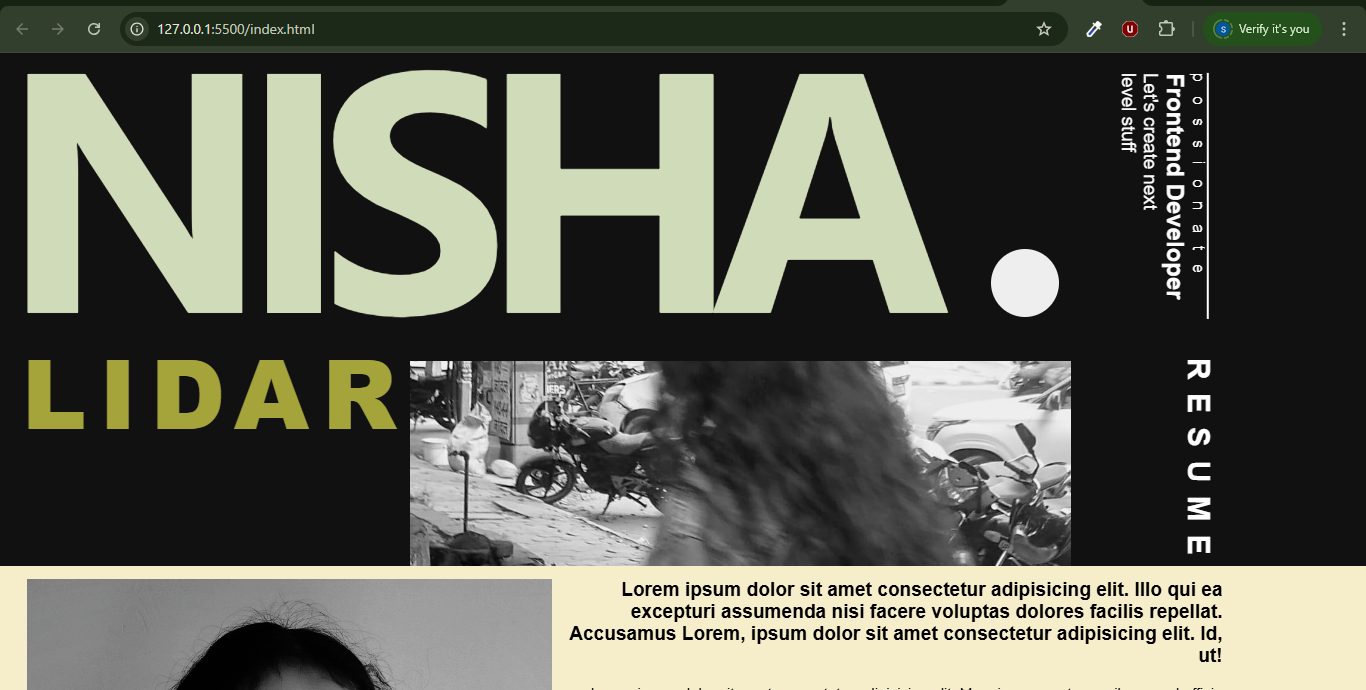 127.0.0.1:5500/index.html
Verify it's you
NISHA.
possionate
Frontend Developer
Let's create next
level stuff
LIDAR
RESUME
Lorem ipsum dolor sit amet consectetur adipisicing elit. Illo qui ea
excepturi assumenda nisi facere voluptas dolores facilis repellat.
Accusamus Lorem, ipsum dolor sit amet consectetur adipisicing elit. Id,
ut!